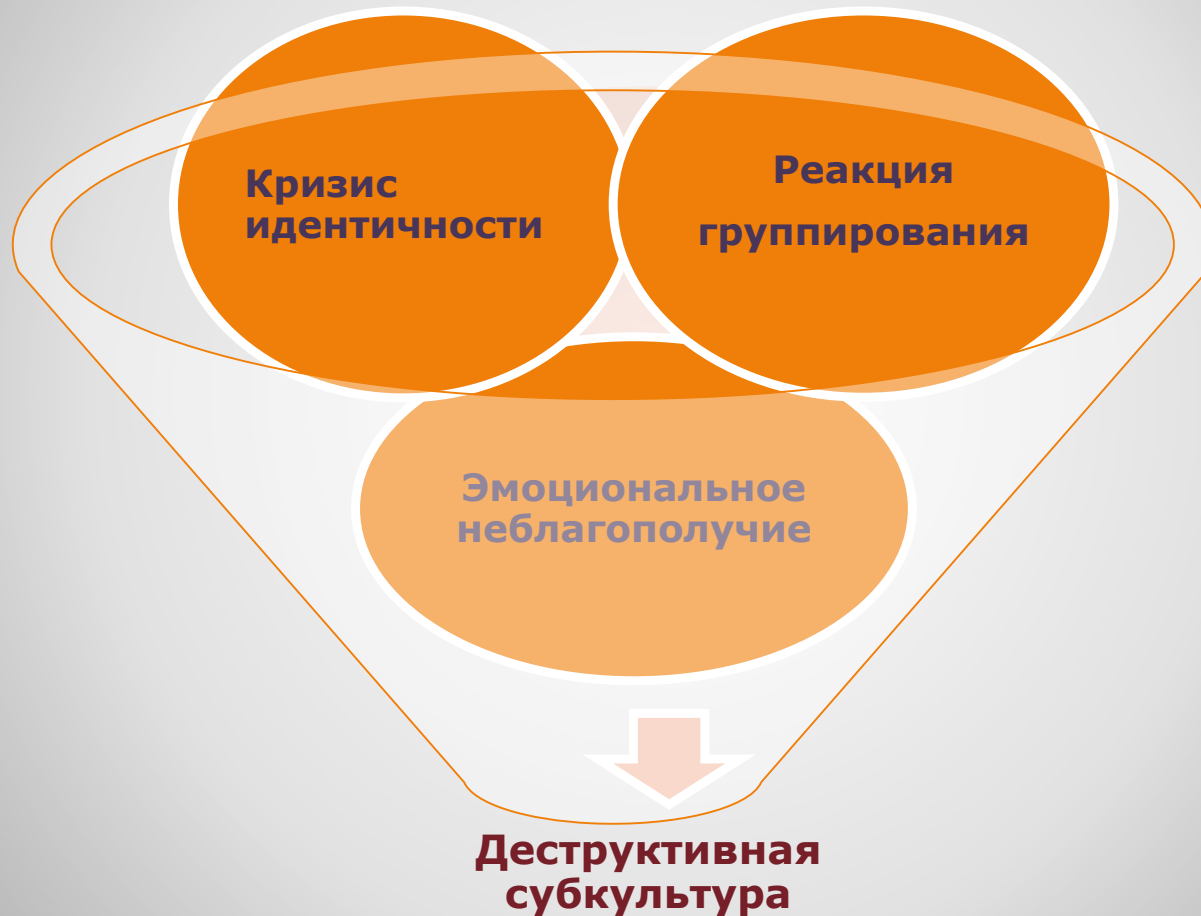 Кризис
идентичности
Реакция
группирования
Эмоциональное
неблагополучие
Деструктивная
субкультура